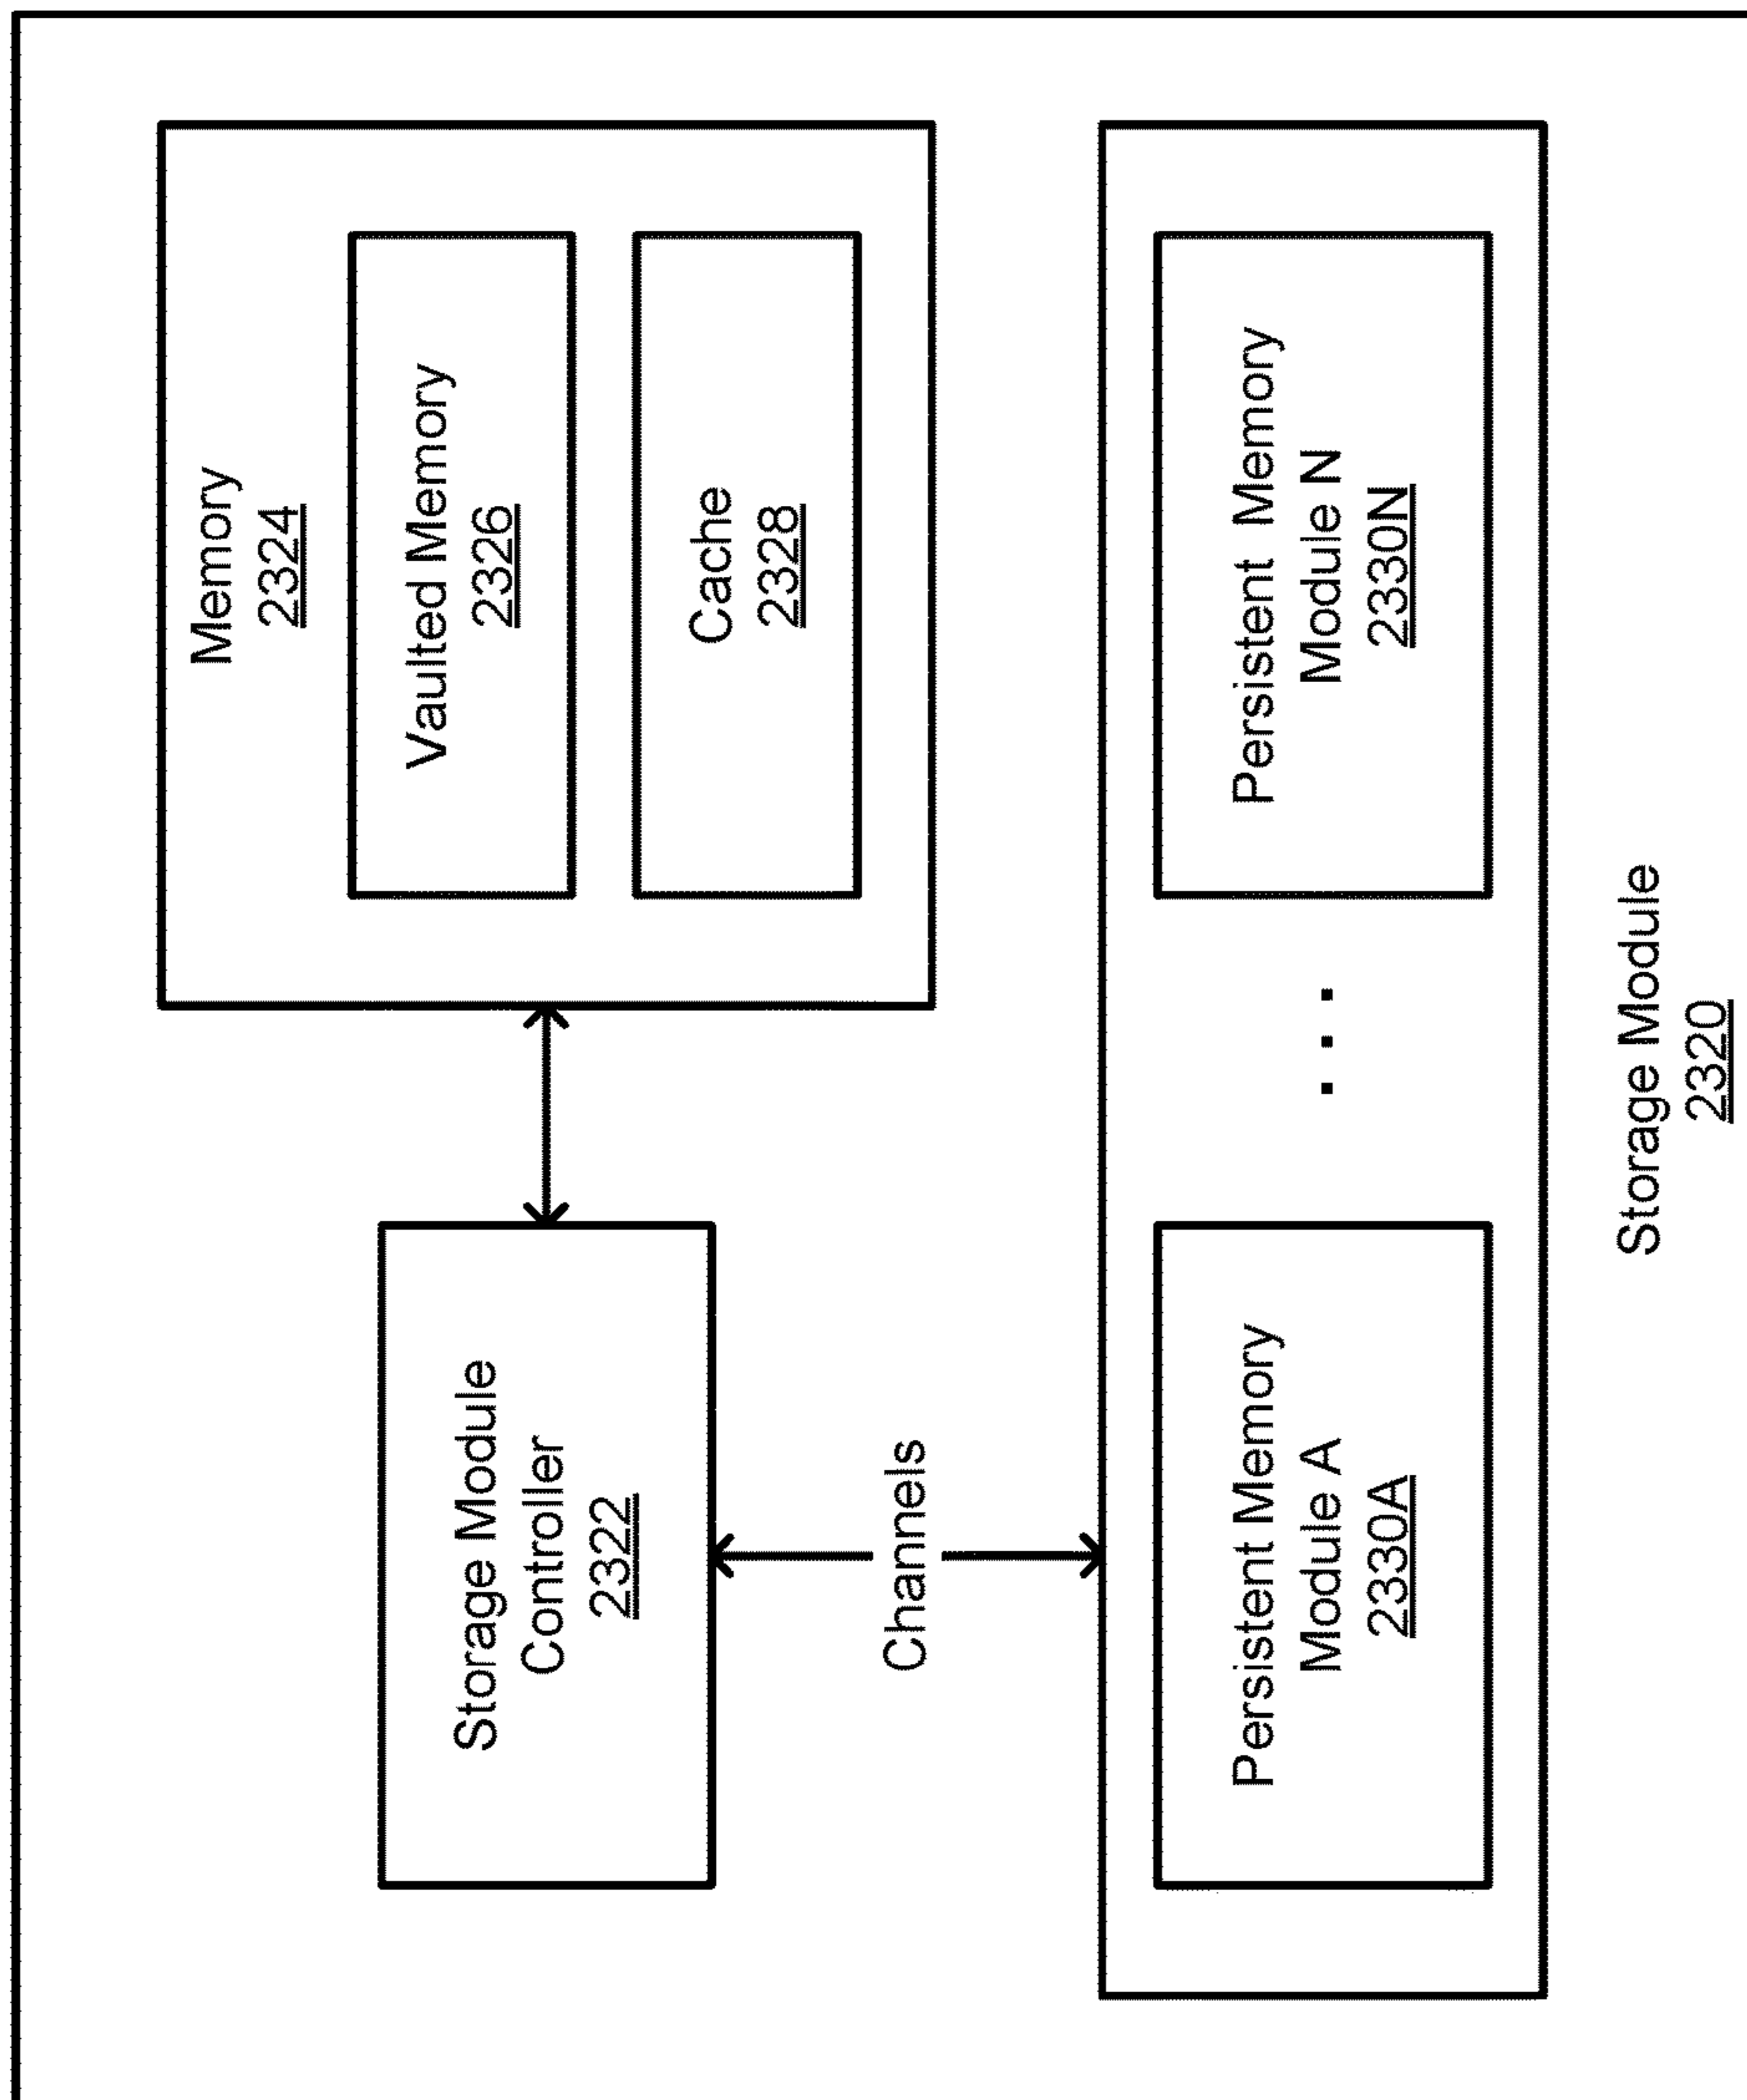 Memory
2324
Vaulted Memory
2326
Cache
2328
Storage Module
Controller
2322
Channels
Persistent Memory
Module A
2330A
. . .
Persistent Memory
Module N
2330N
Storage Module
2320